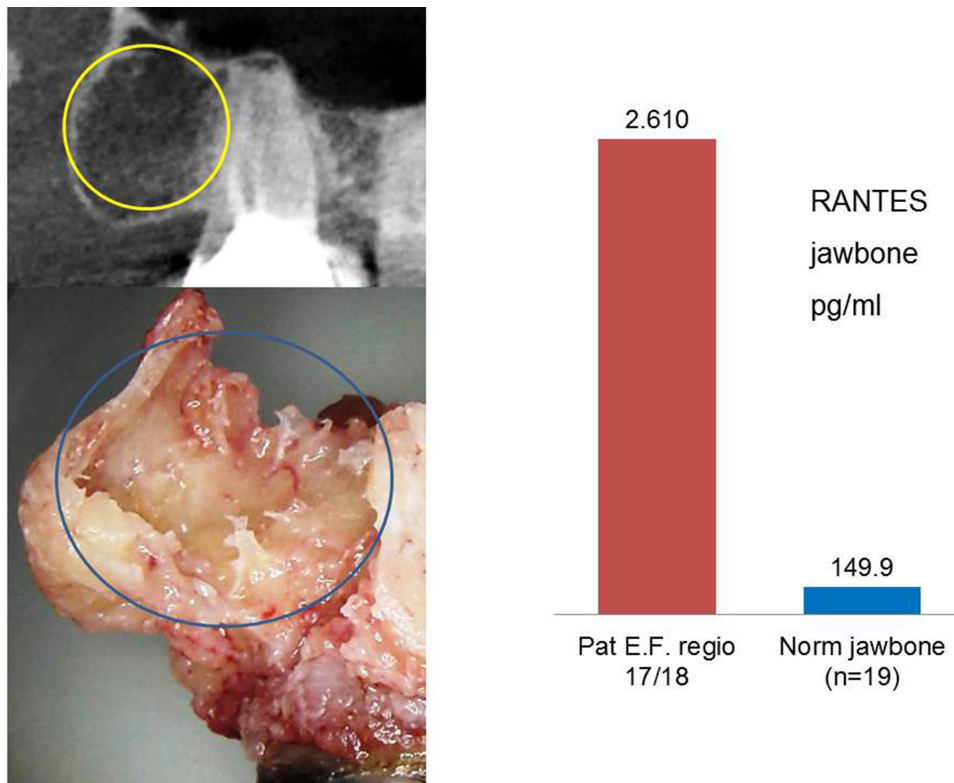 2.610
RANTES
jawbone
pg/ml
149.9
Pat E.F. regio
17/18
Norm jawbone
(n=19)